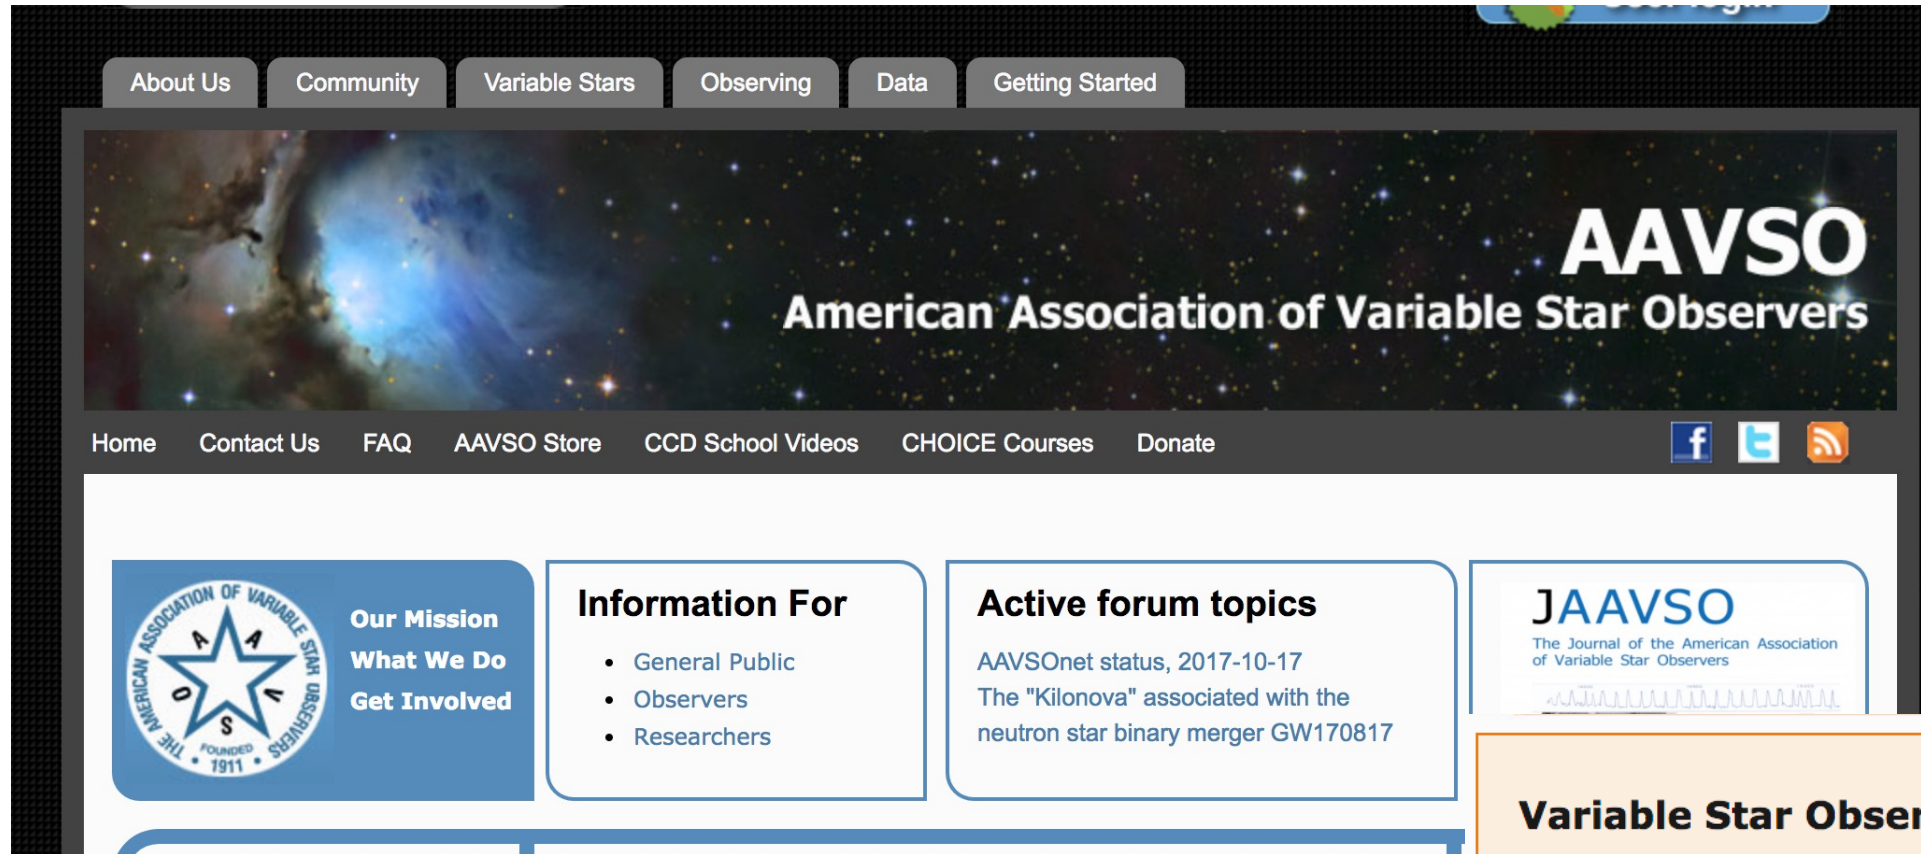 User login
About Us
Community
Variable Stars
Observing
Data
Getting Started
AAVSO
American Association of Variable Star Observers
Home
Contact Us
FAQ
AAVSO Store
CCD School Videos
CHOICE Courses
Donate
THE AMERICAN ASSOCIATION OF VARIABLE STAR OBSERVERS
A A V S O
FOUNDED
1911
Our Mission
What We Do
Get Involved
Information For
• General Public
• Observers
• Researchers
Active forum topics
AAVSOnet status, 2017-10-17
The "Kilonova" associated with the
neutron star binary merger GW170817
JAAVSO
The Journal of the American Association
of Variable Star Observers
Variable Star Obser